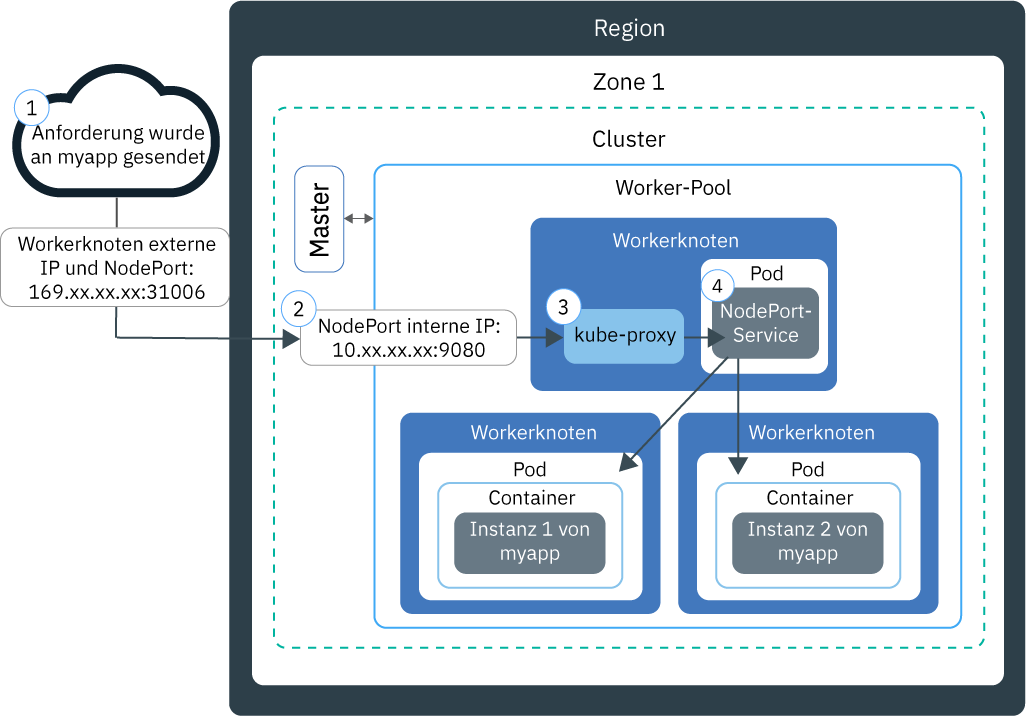 Region
Zone 1
Cluster
1
Anforderung wurde
an myapp gesendet
Workerknoten externe
IP und NodePort:
169.xx.xx.xx:31006
Master
Worker-Pool
2
NodePort interne IP:
10.xx.xx.xx:9080
Workerknoten
3
kube-proxy
Pod
4
NodePort-
Service
Workerknoten
Pod
Container
Instanz 1 von
myapp
Workerknoten
Pod
Container
Instanz 2 von
myapp